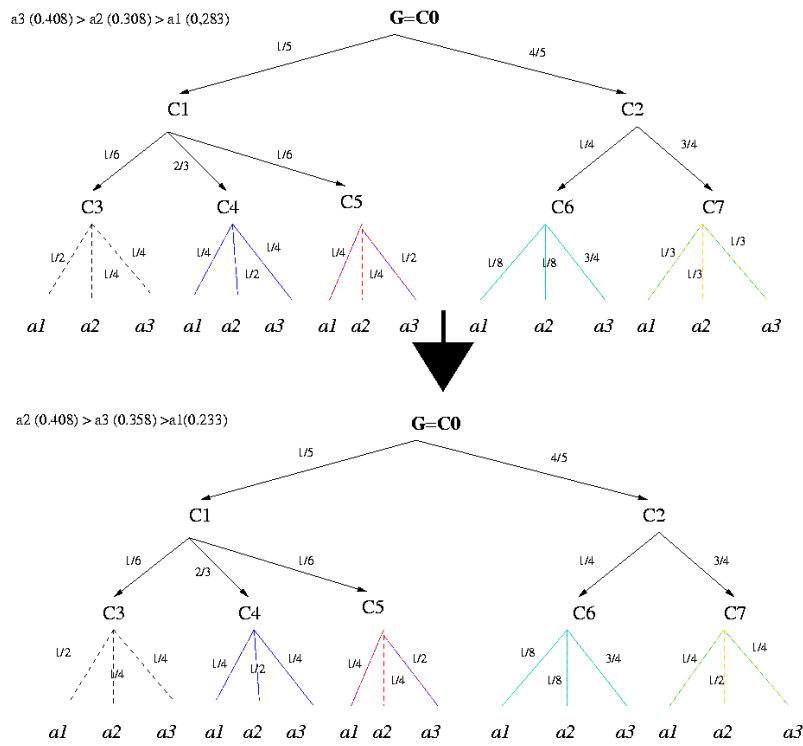 a3 (0.408) > a2 (0.308) > a1 (0,283)
G=C0
1/5 4/5
C1 C2
1/6 2/3 1/6 1/4 3/4
C3 C4 C5 C6 C7
1/2 1/4 1/4 1/4 1/2 1/4 1/4 1/4 1/2 1/8 1/8 3/4 1/3 1/3 1/3
a1 a2 a3 a1 a2 a3 a1 a2 a3 a1 a2 a3 a1 a2 a3
a2 (0.408) > a3 (0.358) >a1(0.233)
G=C0
1/5 4/5
C1 C2
1/6 2/3 1/6 1/4 3/4
C3 C4 C5 C6 C7
1/2 1/4 1/4 1/4 1/2 1/4 1/4 1/4 1/2 1/8 1/8 3/4 1/4 1/2 1/4
a1 a2 a3 a1 a2 a3 a1 a2 a3 a1 a2 a3 a1 a2 a3